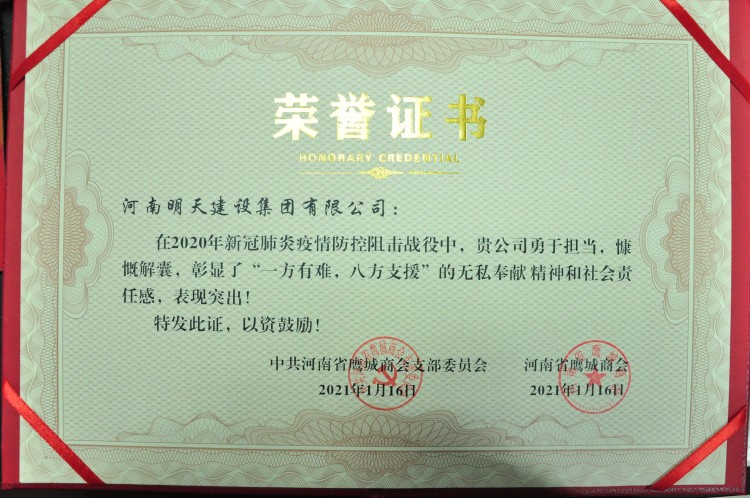 荣誉证书
HONORARY CREDENTIAL
河南明天建设集团有限公司：
在2020年新冠肺炎疫情防控阻击战役中，贵公司勇于担当，慷
慨解囊，彰显了“一方有难，八方支援”的无私奉献精神和社会责
任感，表现突出！
特发此证，以资鼓励！
中共河南省鹰城商会支部委员会 河南省鹰城商会
2021年1月16日 2021年1月16日